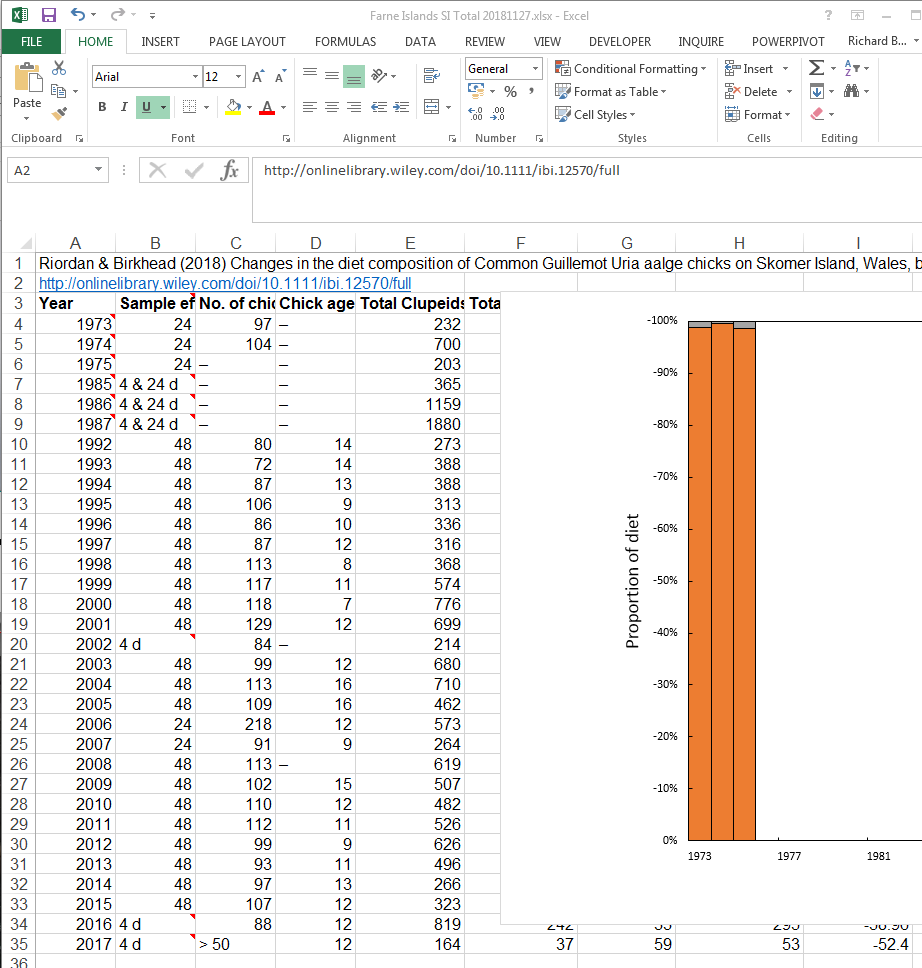 Farne Islands SI Total 20181127.xlsx - Excel
FILE HOME INSERT PAGE LAYOUT FORMULAS DATA REVIEW VIEW DEVELOPER INQUIRE POWERPIVOT Richard B...
Arial 12 A A General Conditional Formatting Insert
Paste B I U A % Format as Table Delete
Cell Styles Format
Clipboard Font Alignment Number Styles Cells Editing
A2 fx http://onlinelibrary.wiley.com/doi/10.1111/ibi.12570/full
A B C D E F G H I
1 Riordan & Birkhead (2018) Changes in the diet composition of Common Guillemot Uria aalge chicks on Skomer Island, Wales, b
2 http://onlinelibrary.wiley.com/doi/10.1111/ibi.12570/full
3 Year Sample ef No. of chic Chick age Total Clupeids Tota
4 1973 24 97 – 232
5 1974 24 104 – 700
6 1975 24 – – 203
7 1985 4 & 24 d – – 365
8 1986 4 & 24 d – – 1159
9 1987 4 & 24 d – – 1880
10 1992 48 80 14 273
11 1993 48 72 14 388
12 1994 48 87 13 388
13 1995 48 106 9 313
14 1996 48 86 10 336
15 1997 48 87 12 316
16 1998 48 113 8 368
17 1999 48 117 11 574
18 2000 48 118 7 776
19 2001 48 129 12 699
20 2002 4 d 84 – 214
21 2003 48 99 12 680
22 2004 48 113 16 710
23 2005 48 109 16 462
24 2006 24 218 12 573
25 2007 24 91 9 264
26 2008 48 113 – 619
27 2009 48 102 15 507
28 2010 48 110 12 482
29 2011 48 112 11 526
30 2012 48 99 9 626
31 2013 48 93 11 496
32 2014 48 97 13 266
33 2015 48 107 12 323
34 2016 4 d 88 12 819
35 2017 4 d > 50 12 164 37 59 53 -52.4
36
Proportion of diet
-100%
-90%
-80%
-70%
-60%
-50%
-40%
-30%
-20%
-10%
0%
1973 1977 1981